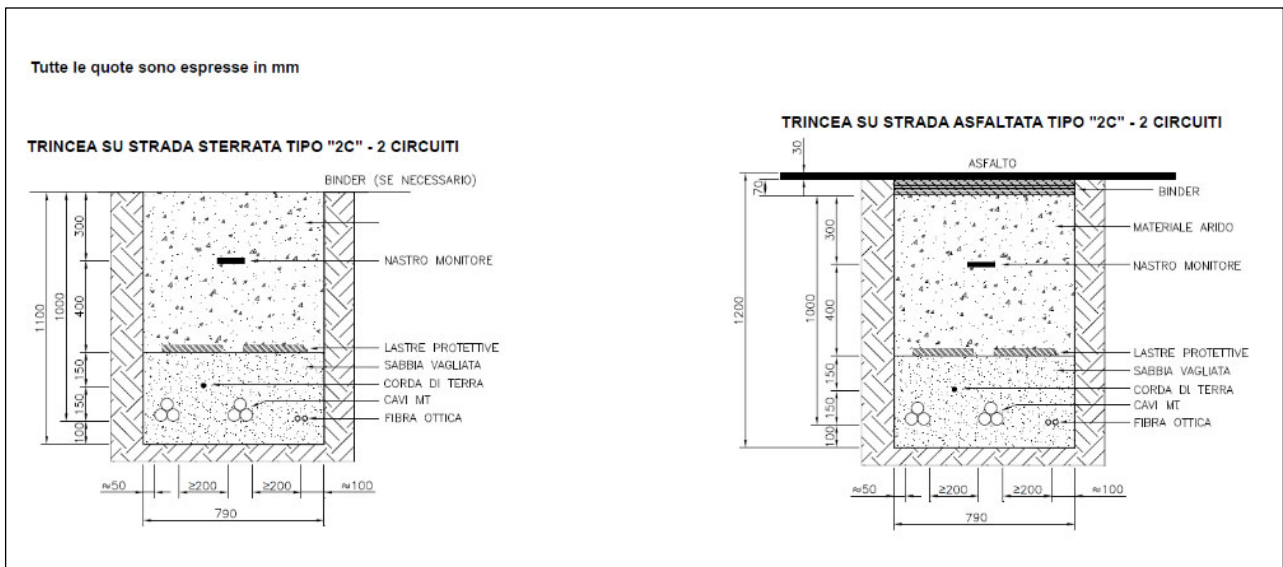 Tutte le quote sono espresse in mm
TRINCEA SU STRADA STERRATA TIPO "2C" - 2 CIRCUITI
BINDER (SE NECESSARIO)
300
NASTRO MONITORE
400
1000
1100
LASTRE PROTETTIVE
SABBIA VAGLIATA
150
CORDA DI TERRA
CAVI MT
150
FIBRA OTTICA
100
≈50
≥200
≥200
≈100
790
TRINCEA SU STRADA ASFALTATA TIPO "2C" - 2 CIRCUITI
30
ASFALTO
70
BINDER
300
MATERIALE ARIDO
NASTRO MONITORE
400
1000
1200
LASTRE PROTETTIVE
SABBIA VAGLIATA
150
CORDA DI TERRA
CAVI MT
150
FIBRA OTTICA
100
≈50
≥200
≥200
≈100
790